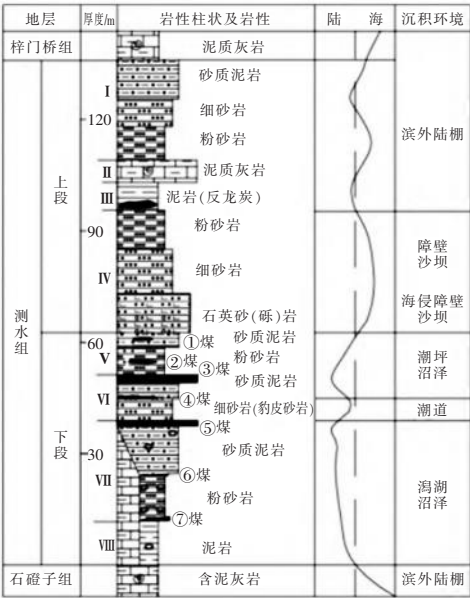 地层 厚度/m 岩性柱状及岩性 陆 海 沉积环境
梓门桥组 泥质灰岩
砂质泥岩
I
细砂岩
120
粉砂岩
滨外陆棚
II 泥质灰岩
上段
III 泥岩(反龙炭)
粉砂岩
90
障壁沙坝
IV 细砂岩
海侵障壁沙坝
石英砂(砾)岩
测水组
60 ①煤 砂质泥岩
V ②煤 粉砂岩
③煤
砂质泥岩
潮坪沼泽
VI ④煤
细砂岩(豹皮砂岩) 潮道
⑤煤
下段
30
砂质泥岩
⑥煤
VII
粉砂岩
潟湖沼泽
⑦煤
VIII 泥岩
石磴子组 含泥灰岩 滨外陆棚